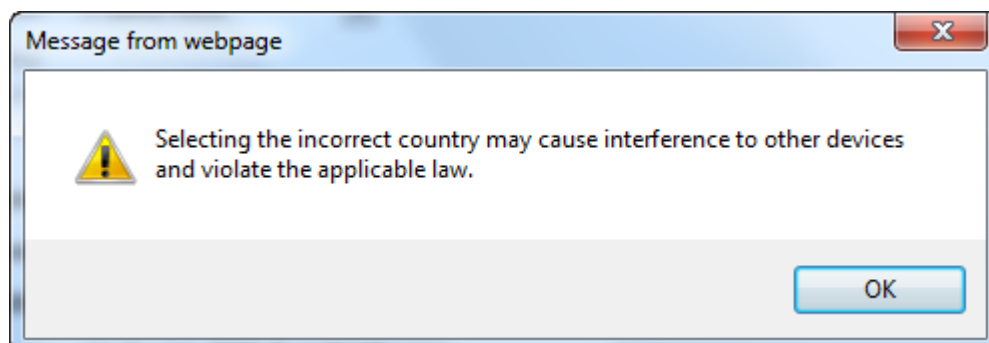 Message from webpage
Selecting the incorrect country may cause interference to other devices
and violate the applicable law.
OK